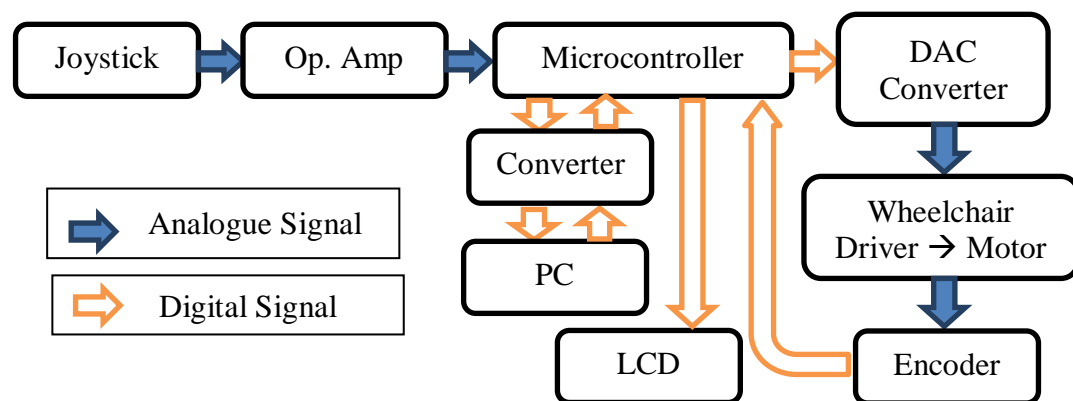 Joystick
Op. Amp
Microcontroller
DAC
Converter
Converter
Analogue Signal
Wheelchair
Driver → Motor
PC
Digital Signal
LCD
Encoder